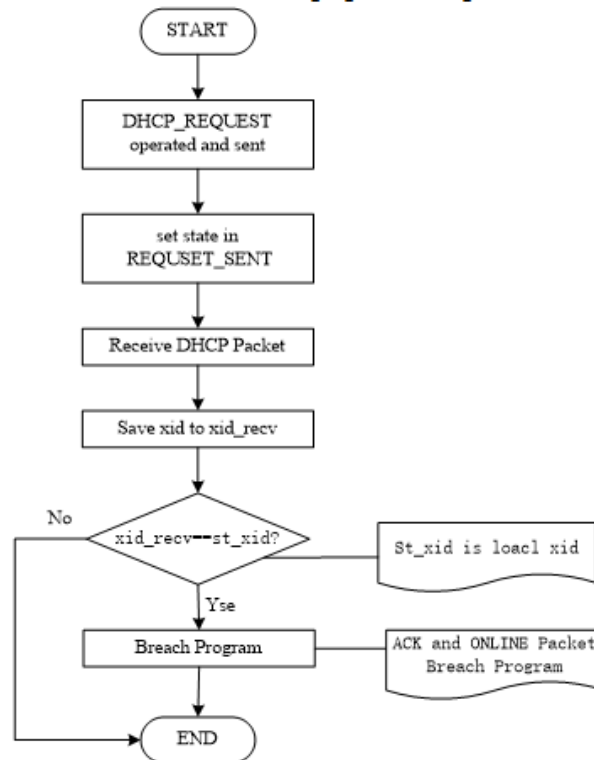 START
DHCP_REQUEST
operated and sent
set state in
REQUSET_SENT
Receive DHCP Packet
Save xid to xid_recv
No
xid_recv==st_xid?
St_xid is loacl xid
Yse
Breach Program
ACK and ONLINE Packet
Breach Program
END